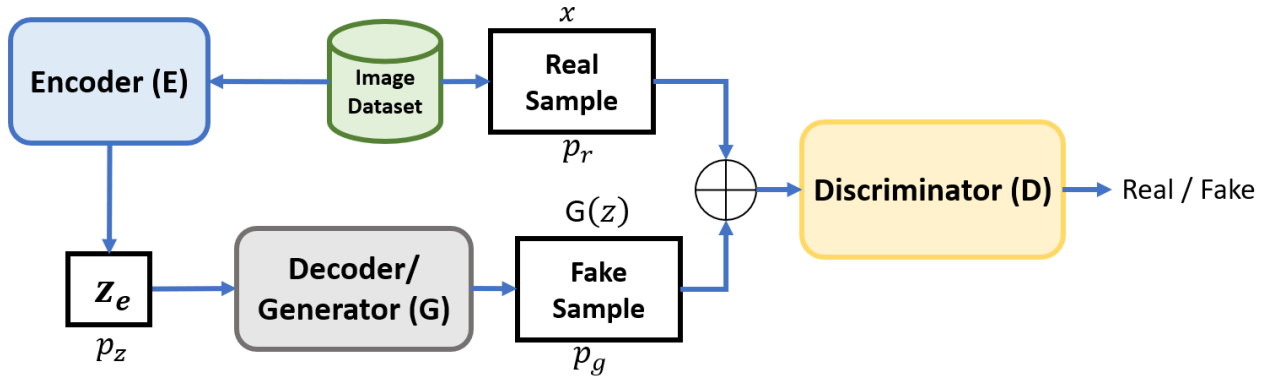 x
Encoder (E)
Image
Dataset
Real
Sample
p_r
Discriminator (D)
Real / Fake
G(z)
z_e
p_z
Decoder/
Generator (G)
Fake
Sample
p_g